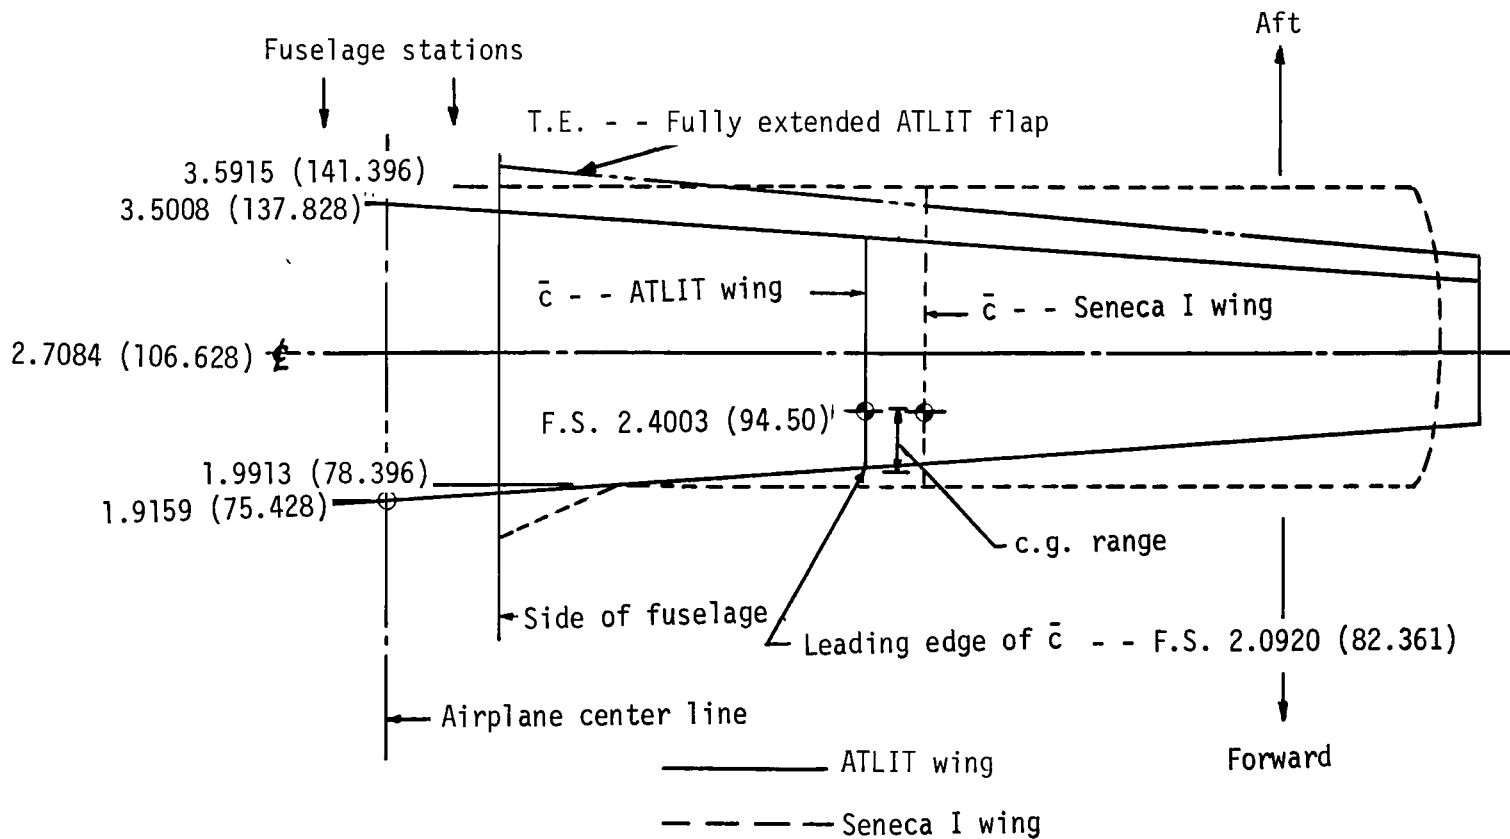 Aft
Fuselage stations
T.E. - - Fully extended ATLIT flap
3.5915 (141.396)
3.5008 (137.828)
c̄ - - ATLIT wing
c̄ - - Seneca I wing
2.7084 (106.628) ℄
F.S. 2.4003 (94.50)
1.9913 (78.396)
1.9159 (75.428)
c.g. range
Side of fuselage
Leading edge of c̄ - - F.S. 2.0920 (82.361)
Airplane center line
ATLIT wing
Forward
Seneca I wing